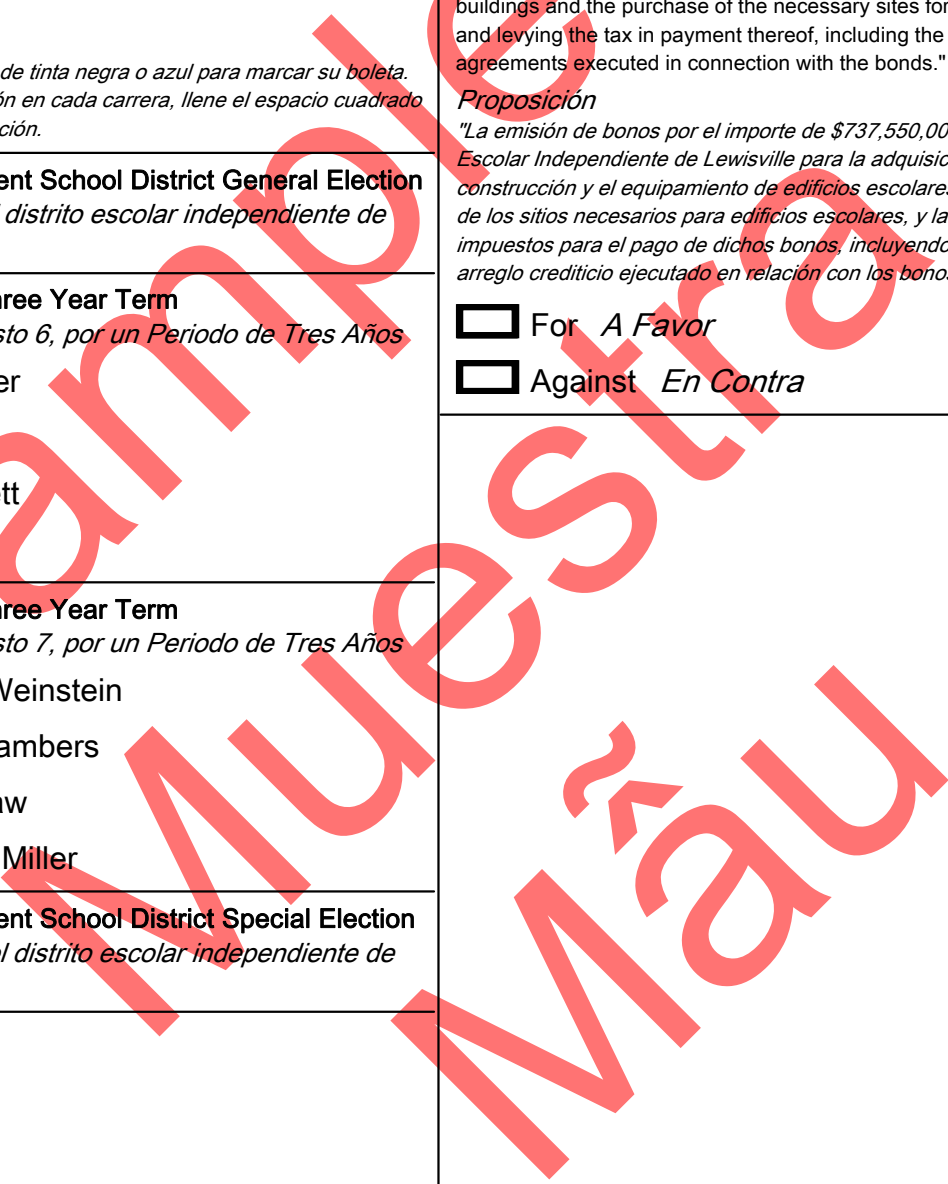 de tinta negra o azul para marcar su boleta.
ón en cada carrera, llene el espacio cuadrado
ción.
ent School District General Election
l distrito escolar independiente de
hree Year Term
sto 6, por un Periodo de Tres Años
er
tt
hree Year Term
sto 7, por un Periodo de Tres Años
Weinstein
ambers
aw
Miller
ent School District Special Election
el distrito escolar independiente de
buildings and the purchase of the necessary sites for
and levying the tax in payment thereof, including the
agreements executed in connection with the bonds."
Proposición
"La emisión de bonos por el importe de $737,550,00
Escolar Independiente de Lewisville para la adquisic
construcción y el equipamiento de edificios escolares
de los sitios necesarios para edificios escolares, y la
impuestos para el pago de dichos bonos, incluyendo
arreglo crediticio ejecutado en relación con los bonos
For A Favor
Against En Contra
ample
Muestra
Mẫu